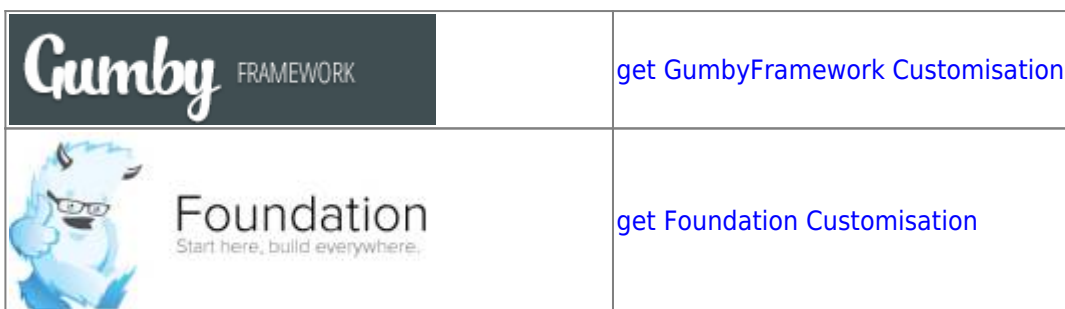 Gumby FRAMEWORK
get GumbyFramework Customisation
Foundation
Start here, build everywhere.
get Foundation Customisation